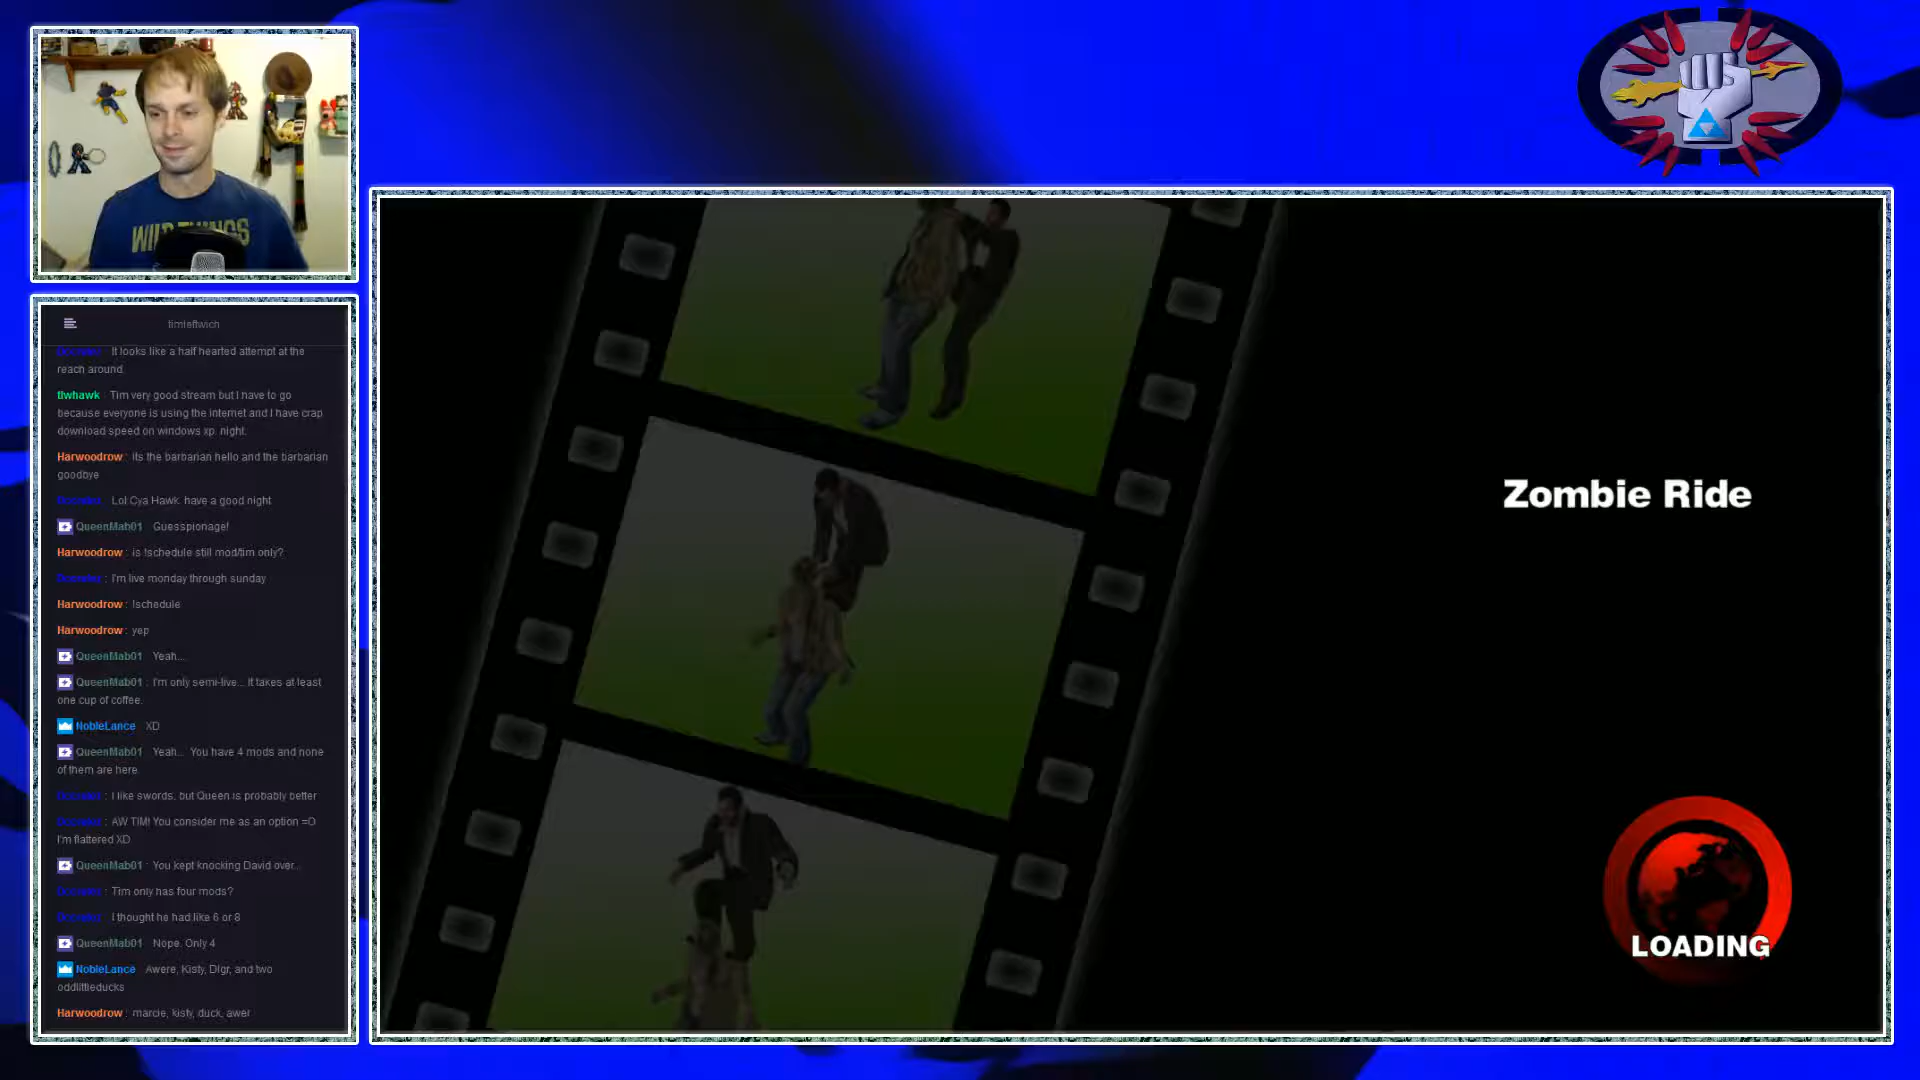 WILD THINGS
timleftwich
It looks like a half hearted attempt at the
reach around
tlwhawk : Tim very good stream but I have to go
because everyone is using the internet and I have crap
download speed on windows xp. night.
Harwoodrow : its the barbarian hello and the barbarian
goodbye
Lol Cya Hawk. have a good night
QueenMab01 : Guesspionage!
Harwoodrow : is !schedule still mod/tim only?
: I'm live monday through sunday
Harwoodrow : !schedule
Harwoodrow : yep
QueenMab01 : Yeah...
QueenMab01 : I'm only semi-live... It takes at least
one cup of coffee.
NobleLance : XD
QueenMab01 : Yeah... You have 4 mods and none
of them are here
: I like swords, but Queen is probably better
: AW TIM! You consider me as an option =O
I'm flattered XD
QueenMab01 : You kept knocking David over...
: Tim only has four mods?
: I thought he had like 6 or 8
QueenMab01 : Nope. Only 4
NobleLance : Awere, Kisty, Dlgr, and two
oddlittleducks
Harwoodrow : marcie, kisty, duck, awer
Zombie Ride
LOADING